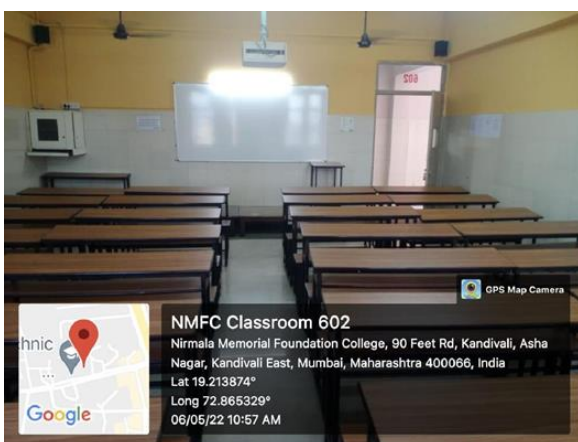 602
GPS Map Camera
hnic
Google
NMFC Classroom 602
Nirmala Memorial Foundation College, 90 Feet Rd, Kandivali, Asha
Nagar, Kandivali East, Mumbai, Maharashtra 400066, India
Lat 19.213874°
Long 72.865329°
06/05/22 10:57 AM